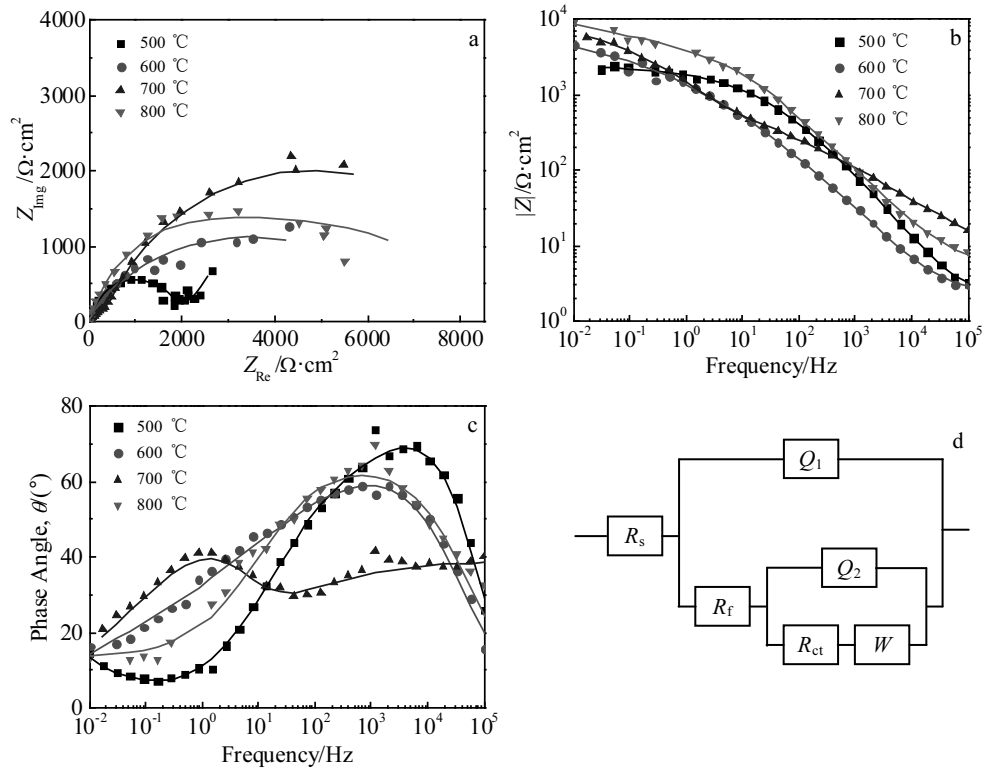 a
500 ℃
600 ℃
700 ℃
800 ℃
4000
3000
2000
1000
0
Z_Img/Ω·cm²
0 2000 4000 6000 8000
Z_Re/Ω·cm²
b
500 ℃
600 ℃
700 ℃
800 ℃
10⁴
10³
10²
10¹
10⁰
|Z|/Ω·cm²
10⁻² 10⁻¹ 10⁰ 10¹ 10² 10³ 10⁴ 10⁵
Frequency/Hz
c
500 ℃
600 ℃
700 ℃
800 ℃
80
60
40
20
0
Phase Angle, θ/(°)
10⁻² 10⁻¹ 10⁰ 10¹ 10² 10³ 10⁴ 10⁵
Frequency/Hz
d
Q₁
R_s
Q₂
R_f
R_ct W